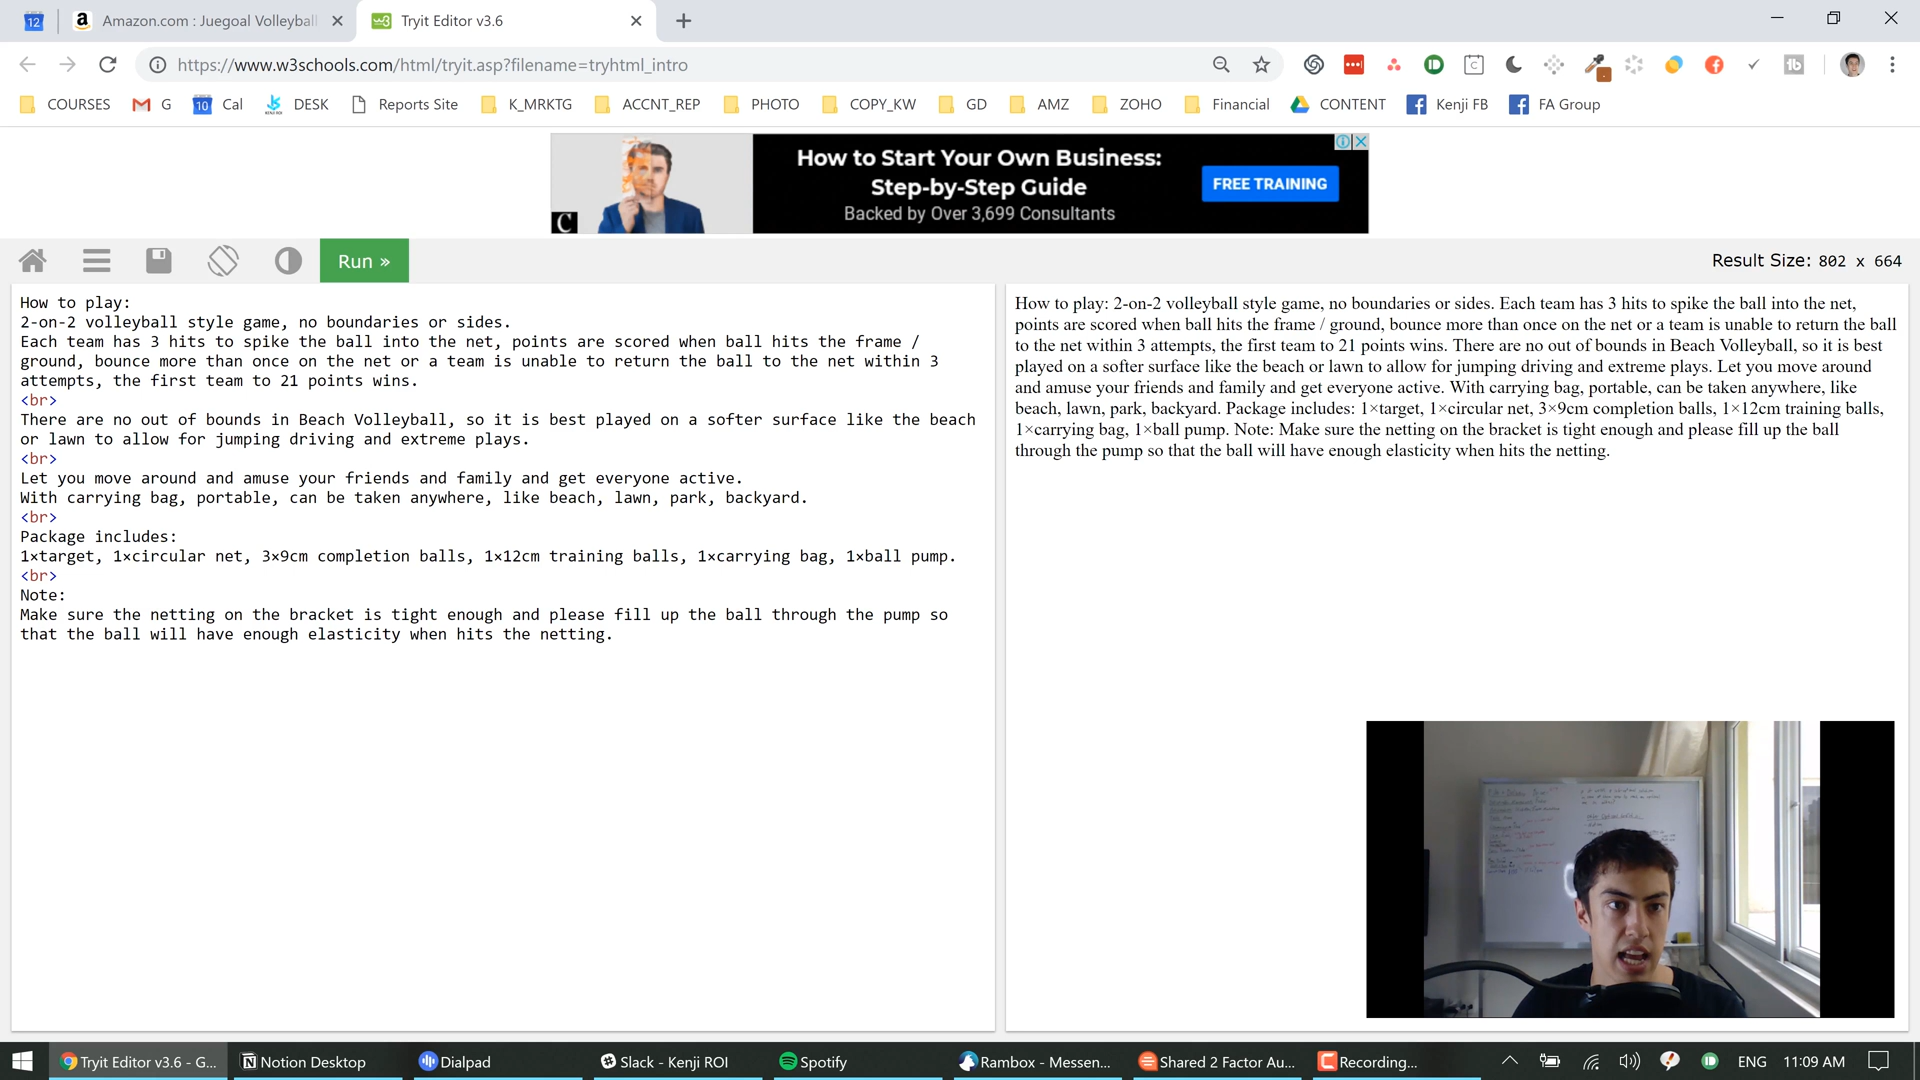 12
Amazon.com : Juegoal Volleyball
Tryit Editor v3.6
https://www.w3schools.com/html/tryit.asp?filename=tryhtml_intro
COURSES
G
10
Cal
DESK
Reports Site
K_MRKTG
ACCNT_REP
PHOTO
COPY_KW
GD
AMZ
ZOHO
Financial
CONTENT
Kenji FB
FA Group
How to Start Your Own Business:
Step-by-Step Guide
Backed by Over 3,699 Consultants
FREE TRAINING
C
Run »
Result Size: 802 x 664
How to play:
2-on-2 volleyball style game, no boundaries or sides.
Each team has 3 hits to spike the ball into the net, points are scored when ball hits the frame /
ground, bounce more than once on the net or a team is unable to return the ball to the net within 3
attempts, the first team to 21 points wins.
<br>
There are no out of bounds in Beach Volleyball, so it is best played on a softer surface like the beach
or lawn to allow for jumping driving and extreme plays.
<br>
Let you move around and amuse your friends and family and get everyone active.
With carrying bag, portable, can be taken anywhere, like beach, lawn, park, backyard.
<br>
Package includes:
1×target, 1×circular net, 3×9cm completion balls, 1×12cm training balls, 1×carrying bag, 1×ball pump.
<br>
Note:
Make sure the netting on the bracket is tight enough and please fill up the ball through the pump so
that the ball will have enough elasticity when hits the netting.
How to play: 2-on-2 volleyball style game, no boundaries or sides. Each team has 3 hits to spike the ball into the net,
points are scored when ball hits the frame / ground, bounce more than once on the net or a team is unable to return the ball
to the net within 3 attempts, the first team to 21 points wins. There are no out of bounds in Beach Volleyball, so it is best
played on a softer surface like the beach or lawn to allow for jumping driving and extreme plays. Let you move around
and amuse your friends and family and get everyone active. With carrying bag, portable, can be taken anywhere, like
beach, lawn, park, backyard. Package includes: 1×target, 1×circular net, 3×9cm completion balls, 1×12cm training balls,
1×carrying bag, 1×ball pump. Note: Make sure the netting on the bracket is tight enough and please fill up the ball
through the pump so that the ball will have enough elasticity when hits the netting.
Tryit Editor v3.6 - G...
Notion Desktop
Dialpad
Slack - Kenji ROI
Spotify
Rambox - Messen...
Shared 2 Factor Au...
Recording...
ENG
11:09 AM